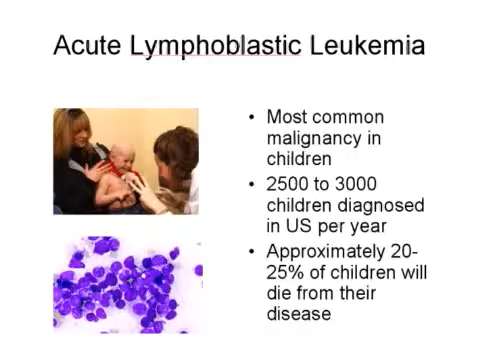 Acute Lymphoblastic Leukemia
• Most common
malignancy in
children
• 2500 to 3000
children diagnosed
in US per year
• Approximately 20-
25% of children will
die from their
disease